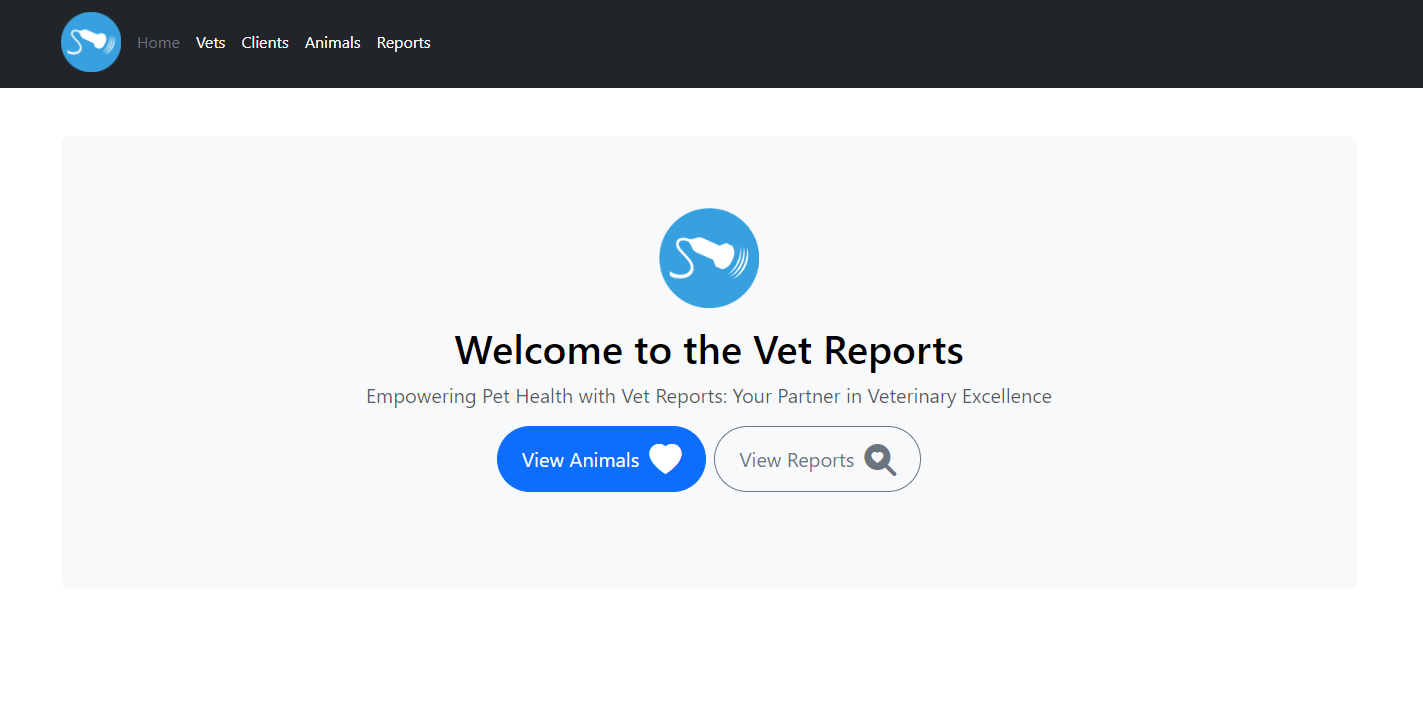 Home Vets Clients Animals Reports
Welcome to the Vet Reports
Empowering Pet Health with Vet Reports: Your Partner in Veterinary Excellence
View Animals View Reports